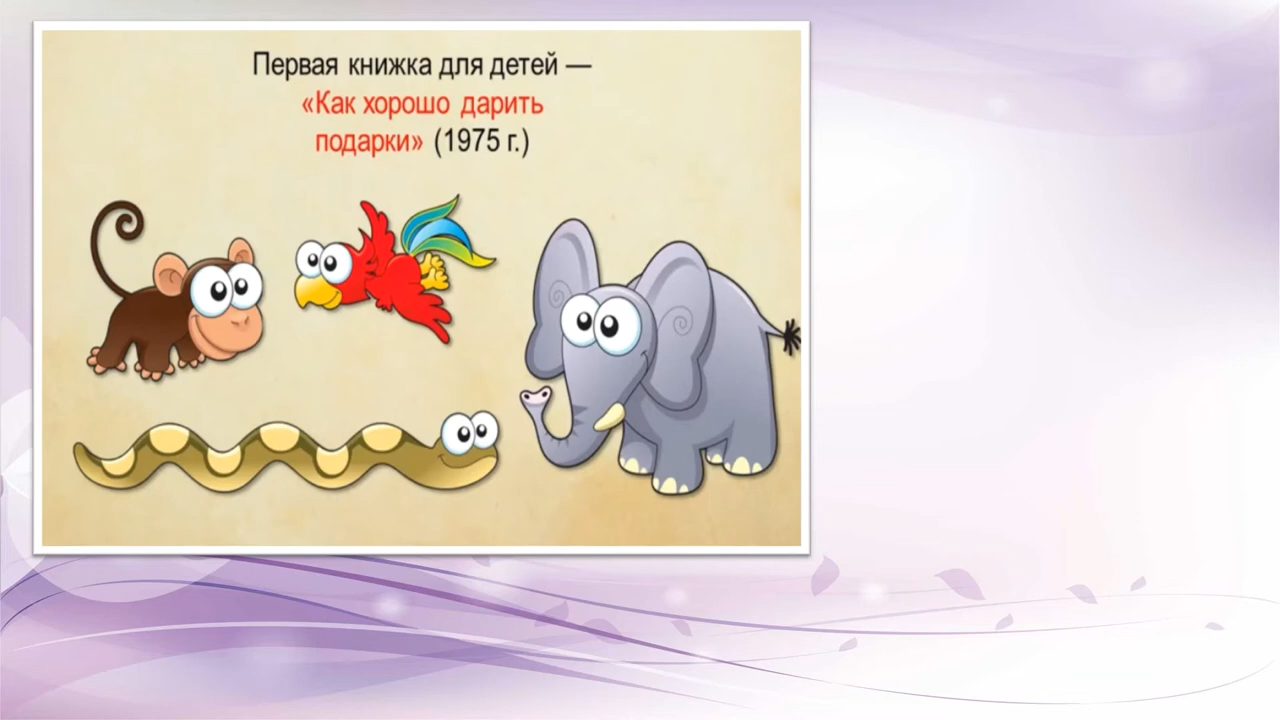 Первая книжка для детей —
«Как хорошо дарить
подарки» (1975 г.)